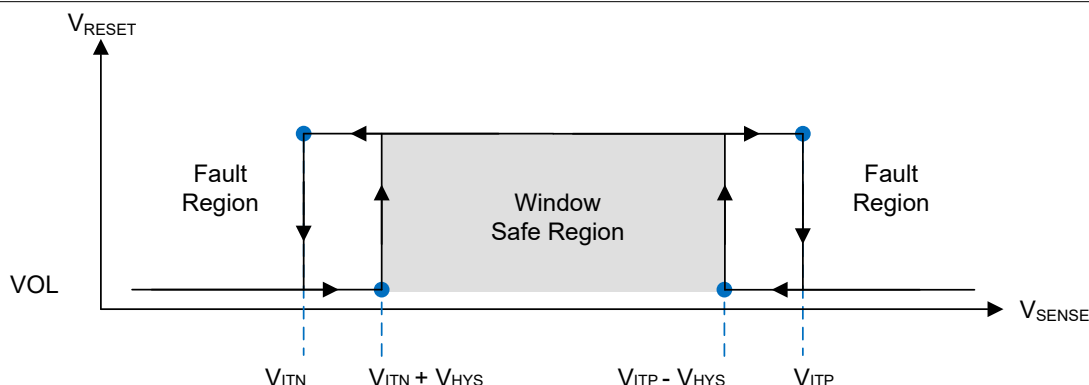 VRESET
Fault
Region
Window
Safe Region
Fault
Region
VOL
VSENSE
VITN
VITN + VHYS
VITP - VHYS
VITP